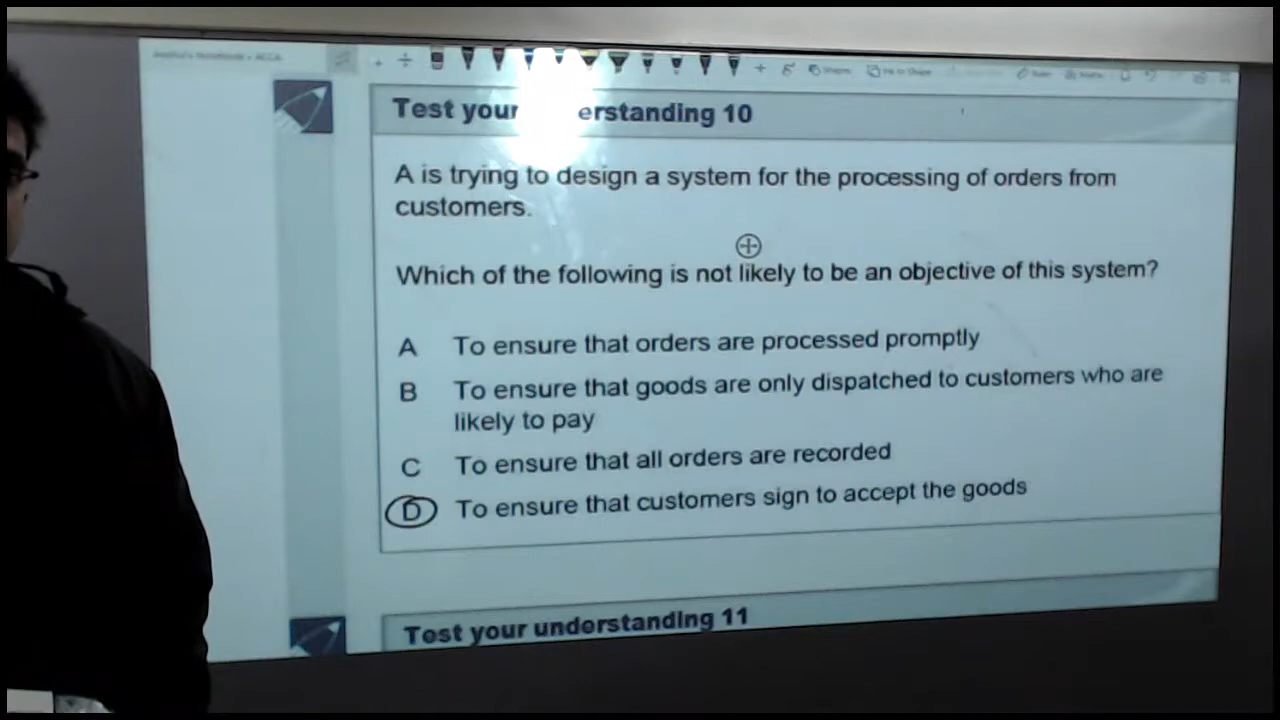 Test your erstanding 10
A is trying to design a system for the processing of orders from
customers.
Which of the following is not likely to be an objective of this system?
A To ensure that orders are processed promptly
B To ensure that goods are only dispatched to customers who are
likely to pay
C To ensure that all orders are recorded
D To ensure that customers sign to accept the goods
Test your understanding 11